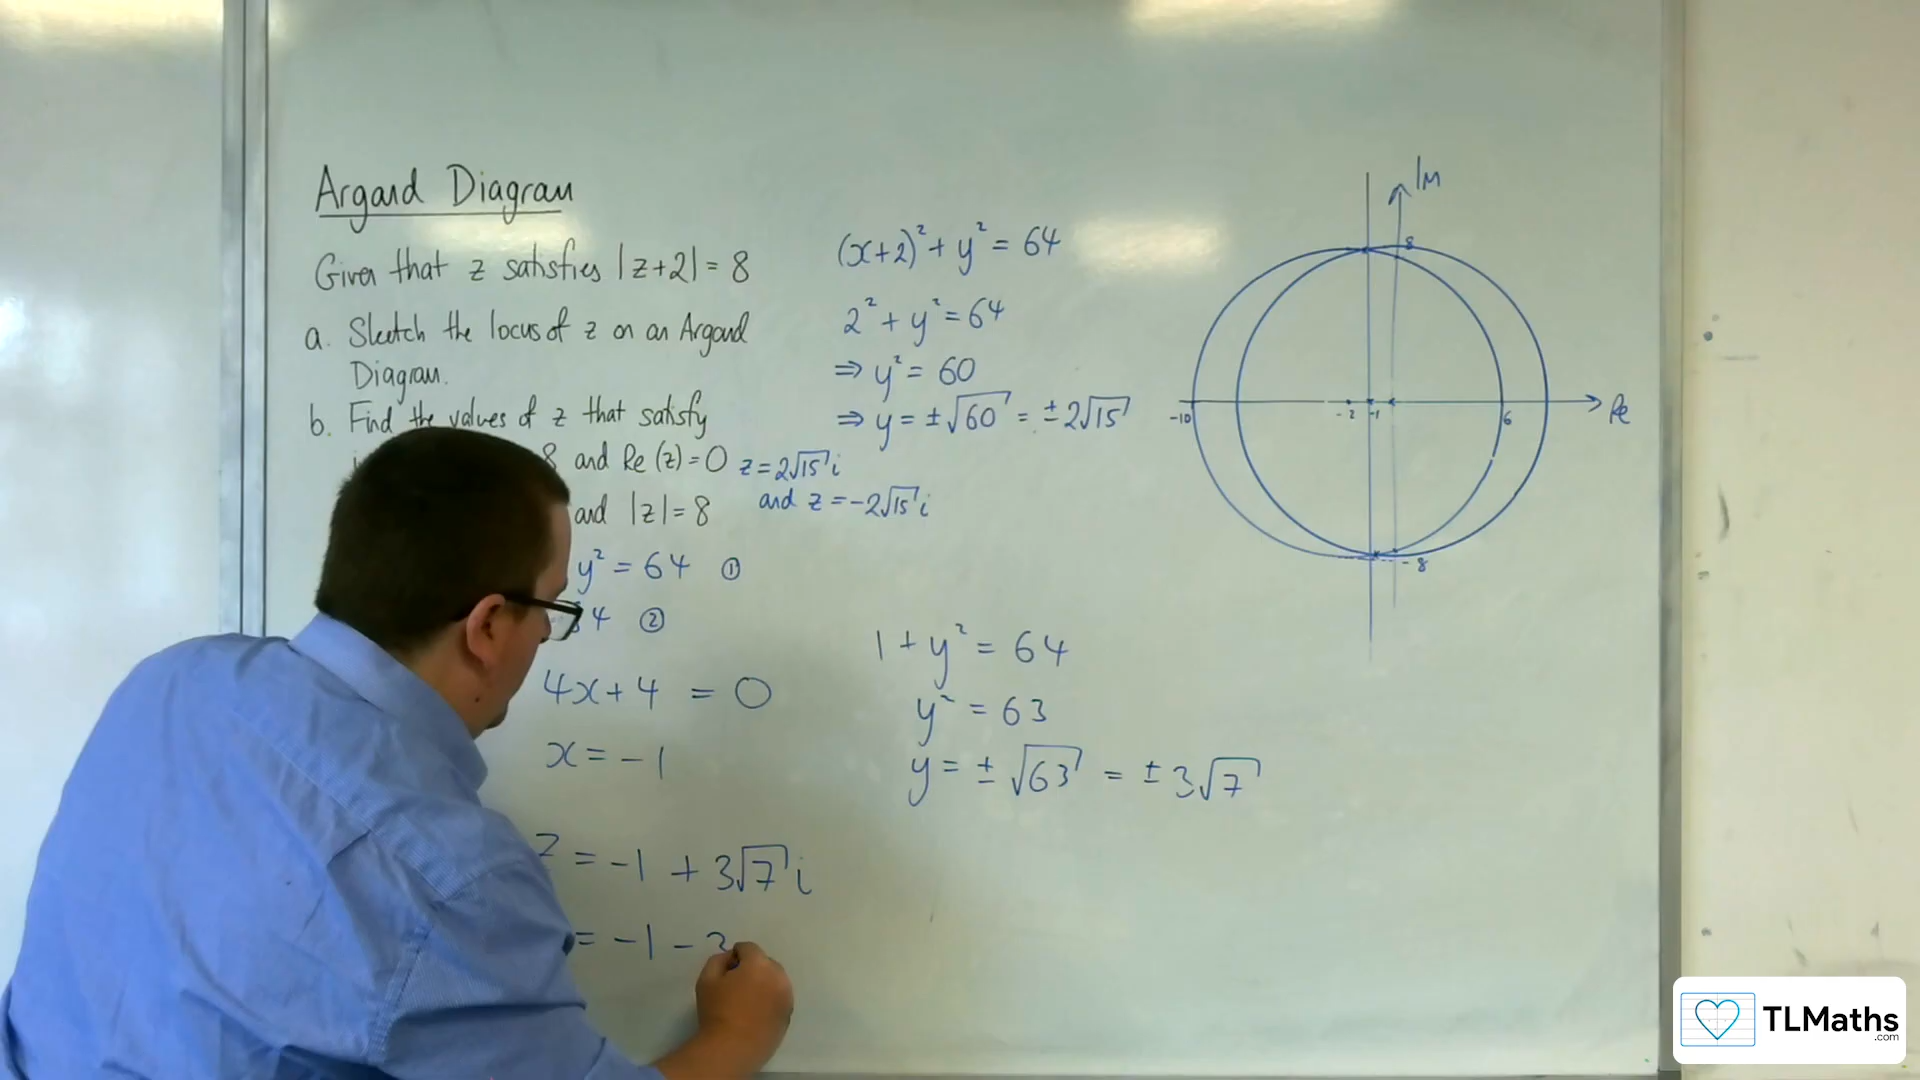 Argand Diagram
Given that z satisfies |z+2| = 8
a. Sketch the locus of z on an Argand
Diagram.
b. Find the values of z that satisfy
8 and Re(z) = 0
z = 2√15 i
and |z| = 8
and z = -2√15 i
y² = 64 ①
4 ②
4x + 4 = 0
x = -1
z = -1 + 3√7 i
= -1 - 3
(x+2)² + y² = 64
2² + y² = 64
⇒ y² = 60
⇒ y = ±√60 = ±2√15
1 + y² = 64
y² = 63
y = ±√63 = ±3√7
Im
8
-10 -2 -1 6 Re
-8
TLMaths
.com